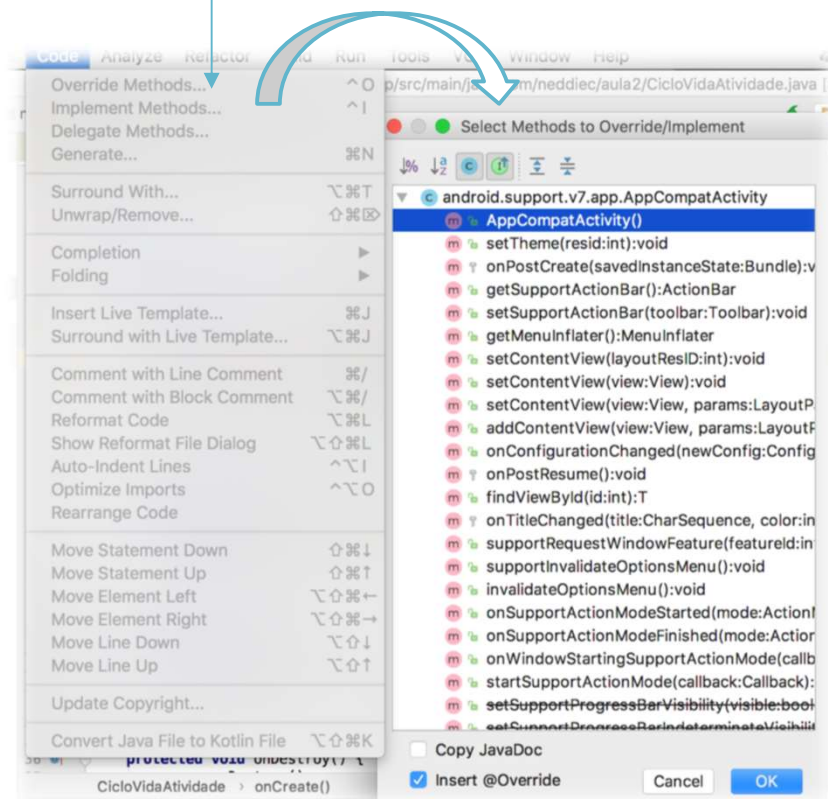 Code Analyze Refactor Run Tools Window Help
Override Methods... ^O
Implement Methods... ^I
Delegate Methods...
Generate... ⌘N
Surround With... ⌥⌘T
Unwrap/Remove... ⇧⌘⌦
Completion ▶
Folding ▶
Insert Live Template... ⌘J
Surround with Live Template... ⌥⌘J
Comment with Line Comment ⌘/
Comment with Block Comment ⌥⌘/
Reformat Code ⌥⌘L
Show Reformat File Dialog ⌥⇧⌘L
Auto-Indent Lines ^⌥I
Optimize Imports ^⌥O
Rearrange Code
Move Statement Down ⇧⌘↓
Move Statement Up ⇧⌘↑
Move Element Left ⌥⇧⌘←
Move Element Right ⌥⇧⌘→
Move Line Down ⌥⇧↓
Move Line Up ⌥⇧↑
Update Copyright...
Convert Java File to Kotlin File ⌥⇧⌘K
protected void onDestroy() {
CicloVidaAtividade › onCreate()
p/src/main/ja m/neddiec/aula2/CicloVidaAtividade.java [
Select Methods to Override/Implement
android.support.v7.app.AppCompatActivity
AppCompatActivity()
setTheme(resid:int):void
onPostCreate(savedInstanceState:Bundle):v
getSupportActionBar():ActionBar
setSupportActionBar(toolbar:Toolbar):void
getMenuInflater():MenuInflater
setContentView(layoutResID:int):void
setContentView(view:View):void
setContentView(view:View, params:LayoutP
addContentView(view:View, params:LayoutP
onConfigurationChanged(newConfig:Config
onPostResume():void
findViewById(id:int):T
onTitleChanged(title:CharSequence, color:in
supportRequestWindowFeature(featureId:in
supportInvalidateOptionsMenu():void
invalidateOptionsMenu():void
onSupportActionModeStarted(mode:Action
onSupportActionModeFinished(mode:Action
onWindowStartingSupportActionMode(callb
startSupportActionMode(callback:Callback):
setSupportProgressBarVisibility(visible:bool
setSupportProgressBarIndeterminateVisibilit
Copy JavaDoc
Insert @Override
Cancel OK